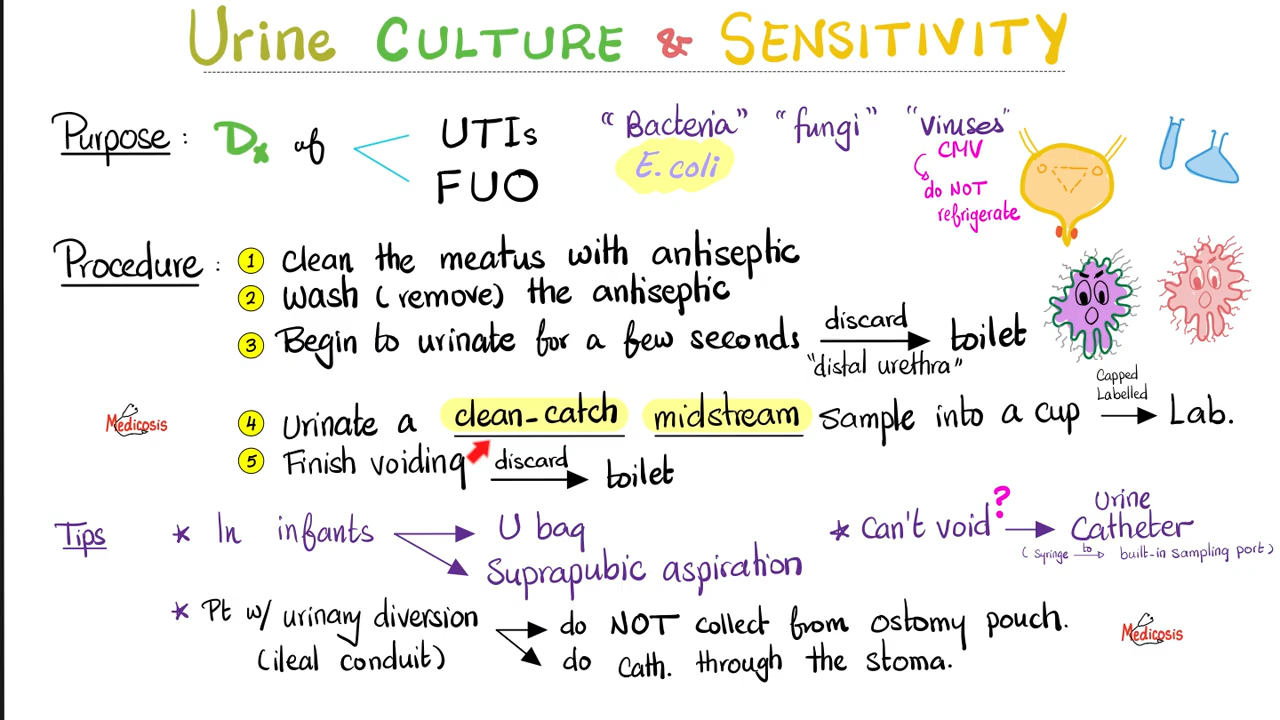 Urine CULTURE & SENSITIVITY
Purpose : Dx of UTIs FUO
"Bacteria" "fungi" "Viruses"
E. coli
CMV
do NOT
refrigerate
Procedure :
1 Clean the meatus with antiseptic
2 Wash (remove) the antiseptic
3 Begin to urinate for a few seconds discard toilet
"distal urethra"
Medicosis
4 Urinate a clean-catch midstream sample into a cup Capped Labelled Lab.
5 Finish voiding discard toilet
Tips
* In infants U bag
Suprapubic aspiration
* Can't void ? Urine Catheter
(syringe to built-in sampling port)
* Pt w/ urinary diversion
(ileal conduit)
do NOT collect from ostomy pouch.
do Cath. through the stoma.
Medicosis